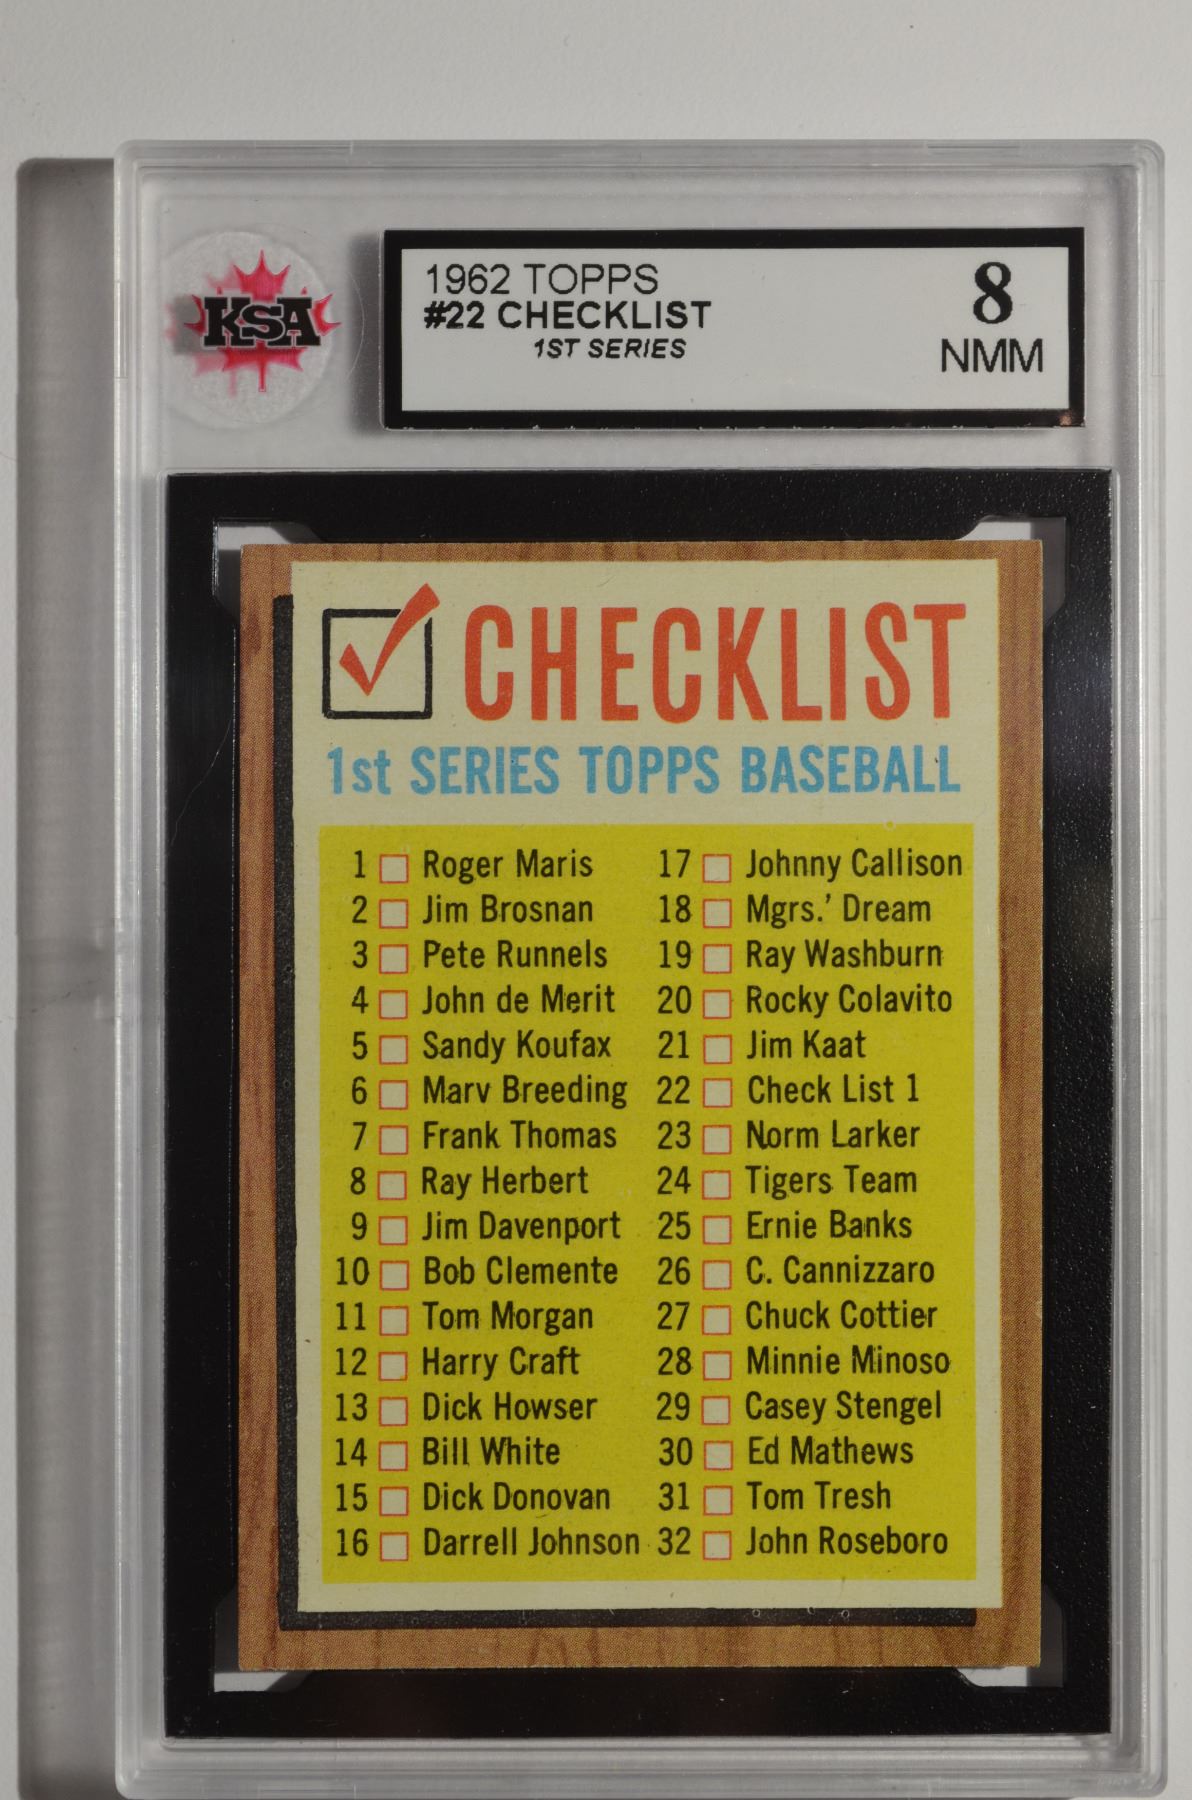 KSA
1962 TOPPS
#22 CHECKLIST
1ST SERIES
8
NMM
CHECKLIST
1st SERIES TOPPS BASEBALL
1 Roger Maris
2 Jim Brosnan
3 Pete Runnels
4 John de Merit
5 Sandy Koufax
6 Marv Breeding
7 Frank Thomas
8 Ray Herbert
9 Jim Davenport
10 Bob Clemente
11 Tom Morgan
12 Harry Craft
13 Dick Howser
14 Bill White
15 Dick Donovan
16 Darrell Johnson
17 Johnny Callison
18 Mgrs.' Dream
19 Ray Washburn
20 Rocky Colavito
21 Jim Kaat
22 Check List 1
23 Norm Larker
24 Tigers Team
25 Ernie Banks
26 C. Cannizzaro
27 Chuck Cottier
28 Minnie Minoso
29 Casey Stengel
30 Ed Mathews
31 Tom Tresh
32 John Roseboro